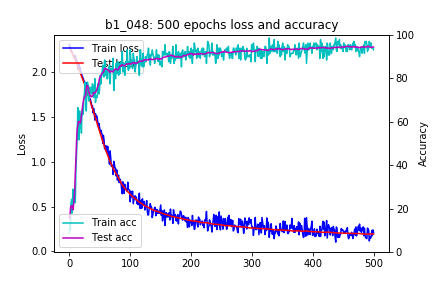 b1_048: 500 epochs loss and accuracy
Train loss
Test loss
Train acc
Test acc
Loss
Accuracy
2.0
1.5
1.0
0.5
0.0
100
80
60
40
20
0
0 100 200 300 400 500